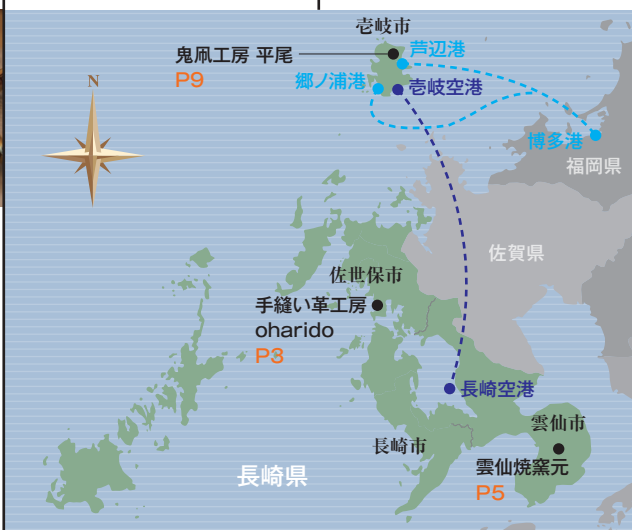 壱岐市
鬼凧工房 平尾
P9
芦辺港
郷ノ浦港
壱岐空港
N
博多港
福岡県
佐賀県
佐世保市
手縫い革工房
oharido
P3
長崎空港
雲仙市
長崎市
雲仙焼窯元
P5
長崎県